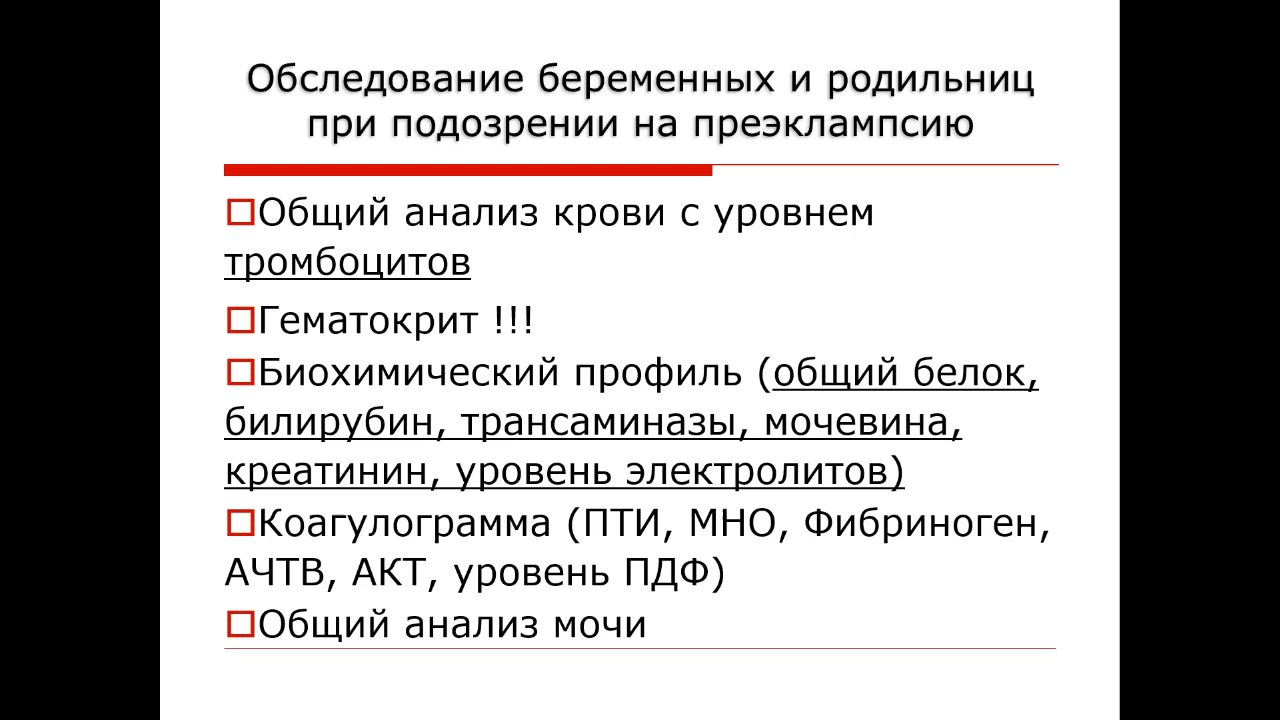 Обследование беременных и родильниц
при подозрении на преэклампсию
Общий анализ крови с уровнем
тромбоцитов
Гематокрит !!!
Биохимический профиль (общий белок,
билирубин, трансаминазы, мочевина,
креатинин, уровень электролитов)
Коагулограмма (ПТИ, МНО, Фибриноген,
АЧТВ, АКТ, уровень ПДФ)
Общий анализ мочи